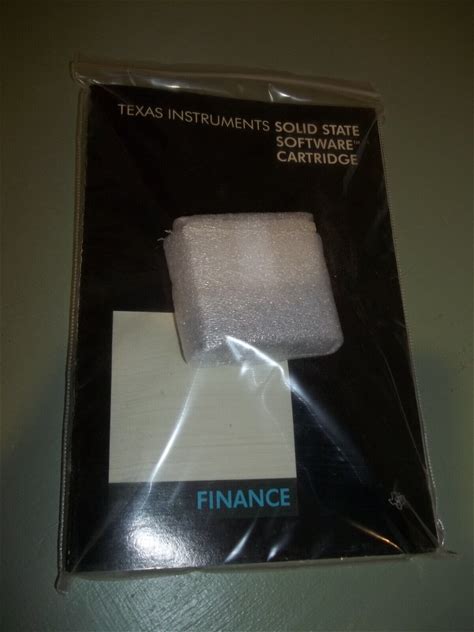 TEXAS INSTRUMENTS SOLID STATE
SOFTWARE™
CARTRIDGE
FINANCE